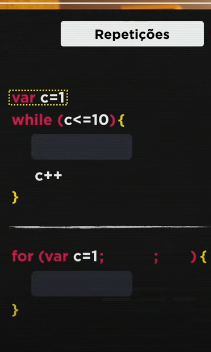 Repetições
var c=1
while (c<=10){
c++
}
for (var c=1; ; ){
}